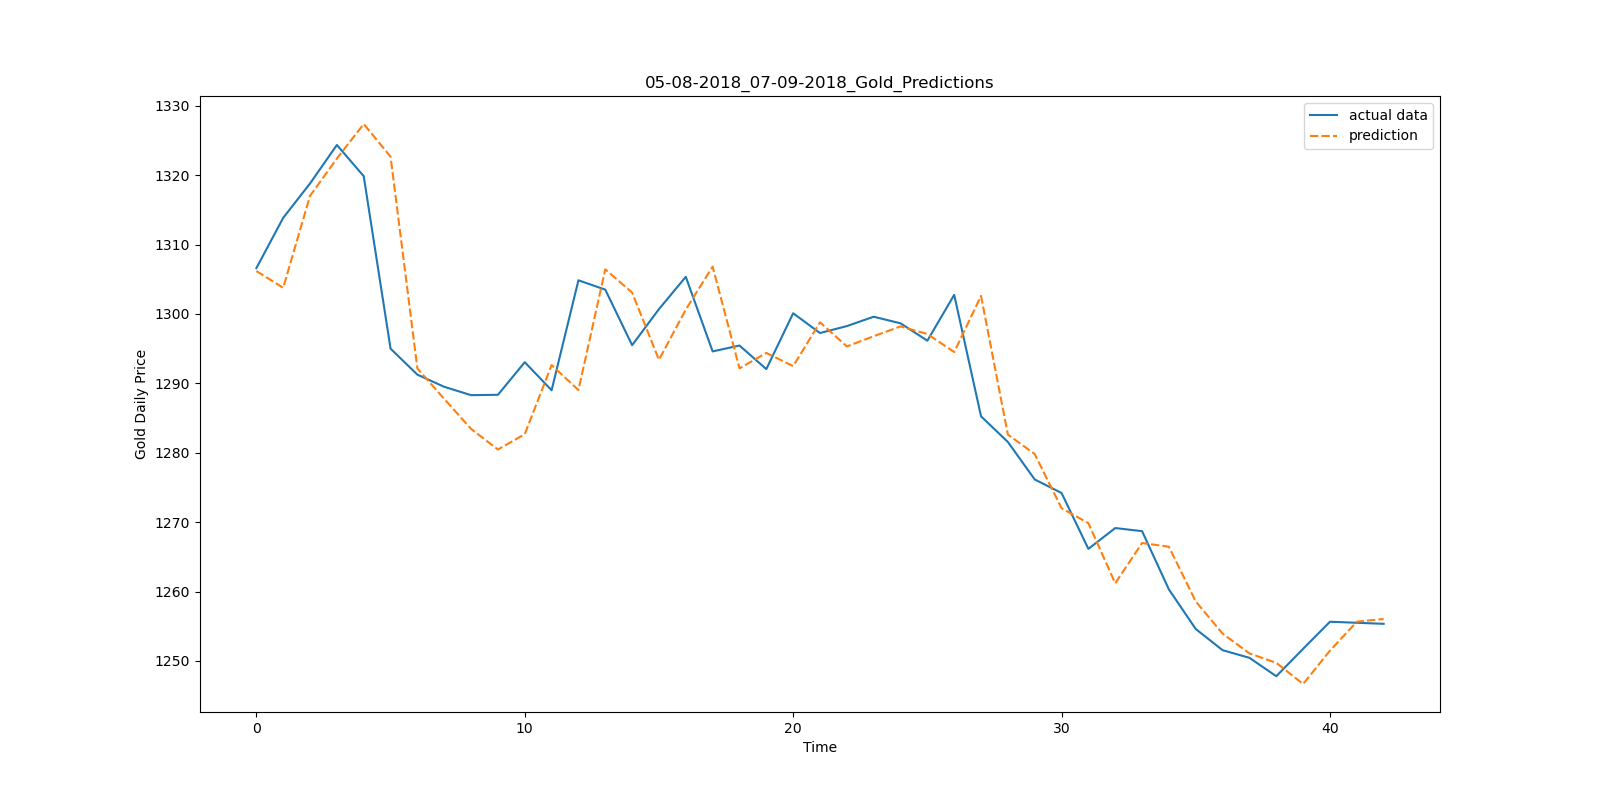 05-08-2018_07-09-2018_Gold_Predictions
actual data
prediction
Gold Daily Price
1330
1320
1310
1300
1290
1280
1270
1260
1250
0 10 20 30 40
Time